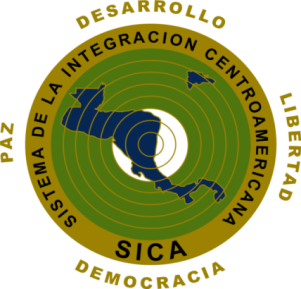 DESARROLLO
PAZ
LIBERTAD
SISTEMA DE LA INTEGRACION CENTROAMERICANA
SICA
DEMOCRACIA